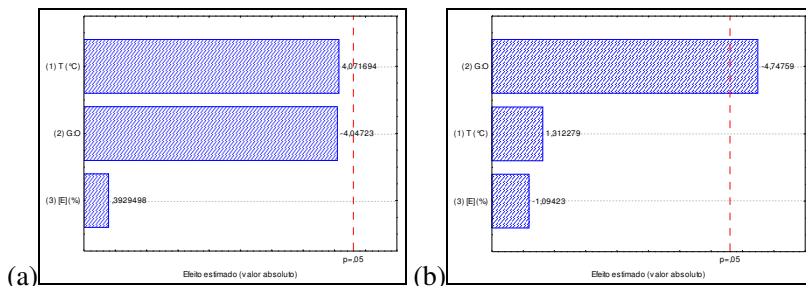 (1) T (°C)
4,071694
(2) G:O
-4,04723
(3) [E](%)
,3929498
p=,05
Efeito estimado (valor absoluto)
(a)
(2) G:O
-4,74759
(1) T (°C)
1,312279
(3) [E](%)
-1,09423
p=,05
Efeito estimado (valor absoluto)
(b)